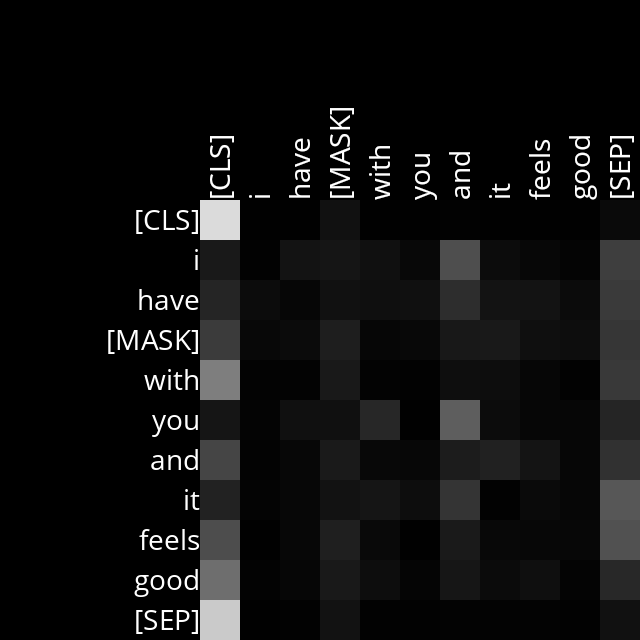 [CLS] i have [MASK] with you and it feels good [SEP]
[CLS]
i
have
[MASK]
with
you
and
it
feels
good
[SEP]